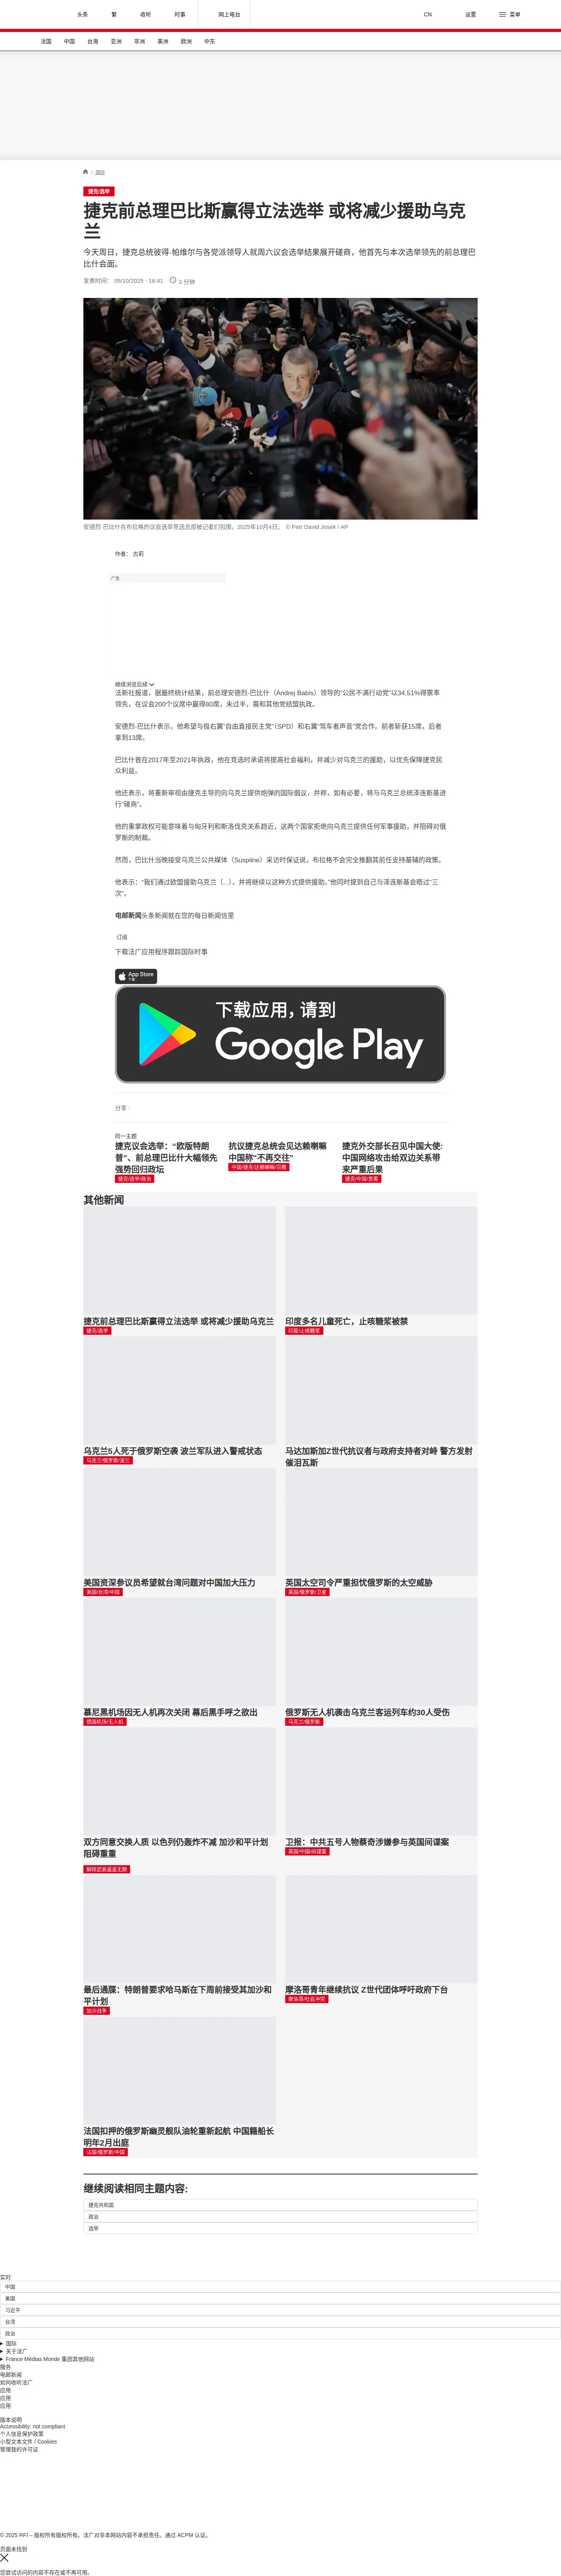 头条
繁
收听
时事
网上电台
CN
设置
菜单
法国
中国
台海
亚洲
非洲
美洲
欧洲
中东
/ 国际
捷克/选举
捷克前总理巴比斯赢得立法选举 或将减少援助乌克
兰
今天周日，捷克总统彼得·帕维尔与各党派领导人就周六议会选举结果展开磋商，他首先与本次选举领先的前总理巴
比什会面。
发表时间： 05/10/2025 - 16:41
3 分钟
安德烈·巴比什在布拉格的议会选举竞选总部被记者们包围，2025年10月4日。 © Petr David Josek / AP
作者： 古莉
广告
继续浏览后续
法新社报道，据最终统计结果，前总理安德烈-巴比什（Andrej Babis）领导的“公民不满行动党”以34,51%得票率
领先，在议会200个议席中赢得80席，未过半，需和其他党结盟执政。
安德烈-巴比什表示，他希望与极右翼“自由直接民主党”（SPD）和右翼“驾车者声音”党合作。前者斩获15席，后者
拿到13席。
巴比什曾在2017年至2021年执政，他在竞选时承诺将提高社会福利，并减少对乌克兰的援助，以优先保障捷克民
众利益。
他还表示，将重新审视由捷克主导的向乌克兰提供炮弹的国际倡议，并称，如有必要，将与乌克兰总统泽连斯基进
行“磋商”。
他的重掌政权可能意味着与匈牙利和斯洛伐克关系趋近，这两个国家拒绝向乌克兰提供任何军事援助，并阻碍对俄
罗斯的制裁。
然而，巴比什当晚接受乌克兰公共媒体（Suspilne）采访时保证说，布拉格不会完全推翻其前任支持基辅的政策。
他表示：“我们通过欧盟援助乌克兰（...），并将继续以这种方式提供援助。”他同时提到自己与泽连斯基会晤过“三
次”。
电邮新闻头条新闻就在您的每日新闻信里
订阅
下载法广应用程序跟踪国际时事
App Store
下载
下载应用，请到
Google Play
分享 :
同一主题
捷克议会选举：“欧版特朗
普”、前总理巴比什大幅领先
强势回归政坛
捷克/选举/政治
抗议捷克总统会见达赖喇嘛
中国称"不再交往"
中国/捷克/达赖喇嘛/宗教
捷克外交部长召见中国大使:
中国网络攻击给双边关系带
来严重后果
捷克/中国/黑客
其他新闻
捷克前总理巴比斯赢得立法选举 或将减少援助乌克兰
捷克/选举
印度多名儿童死亡，止咳糖浆被禁
印度/止咳糖浆
乌克兰5人死于俄罗斯空袭 波兰军队进入警戒状态
乌克兰/俄罗斯/波兰
马达加斯加Z世代抗议者与政府支持者对峙 警方发射
催泪瓦斯
美国资深参议员希望就台湾问题对中国加大压力
美国/台湾/中国
英国太空司令严重担忧俄罗斯的太空威胁
英国/俄罗斯/卫星
慕尼黑机场因无人机再次关闭 幕后黑手呼之欲出
德国机场/无人机
俄罗斯无人机袭击乌克兰客运列车约30人受伤
乌克兰/俄罗斯
双方同意交换人质 以色列仍轰炸不减 加沙和平计划
阻碍重重
解除武装遥遥无期
卫报：中共五号人物蔡奇涉嫌参与英国间谍案
英国/中国/间谍案
最后通牒：特朗普要求哈马斯在下周前接受其加沙和
平计划
加沙战争
摩洛哥青年继续抗议 Z世代团体呼吁政府下台
摩洛哥/社会冲突
法国扣押的俄罗斯幽灵舰队油轮重新起航 中国籍船长
明年2月出庭
法国/俄罗斯/中国
继续阅读相同主题内容:
捷克共和国
政治
选举
实时
中国
美国
习近平
台湾
政治
国际
关于法广
France Médias Monde 集团其他网站
服务
电邮新闻
如何收听法广
应用
应用
应用
版本说明
Accessibility: not compliant
个人信息保护政策
小型文本文件 / Cookies
管理我的许可证
© 2025 RFI – 版权所有版权所有。法广对非本网站内容不承担责任。通过 ACPM 认证。
页面未找到
您尝试访问的内容不存在或不再可用。